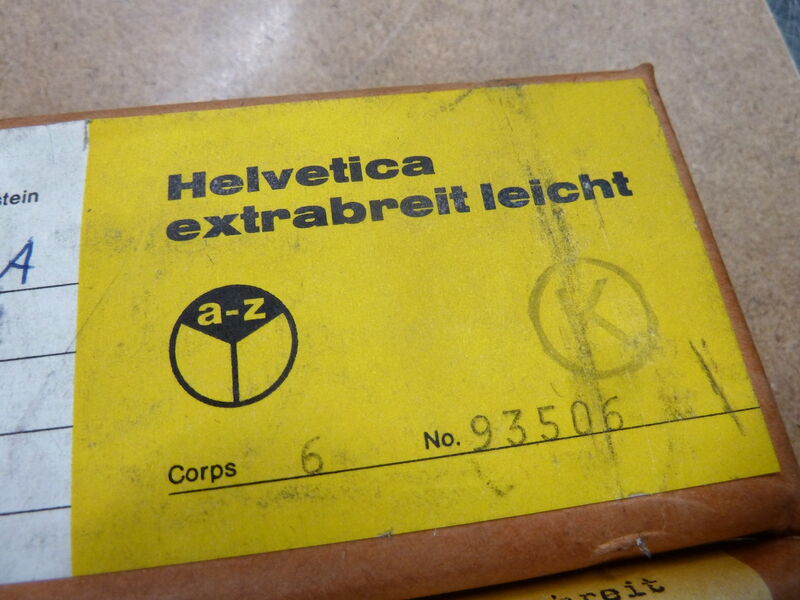 stein
A
Helvetica
extrabreit leicht
a-z
K
Corps 6 No. 93506
breit